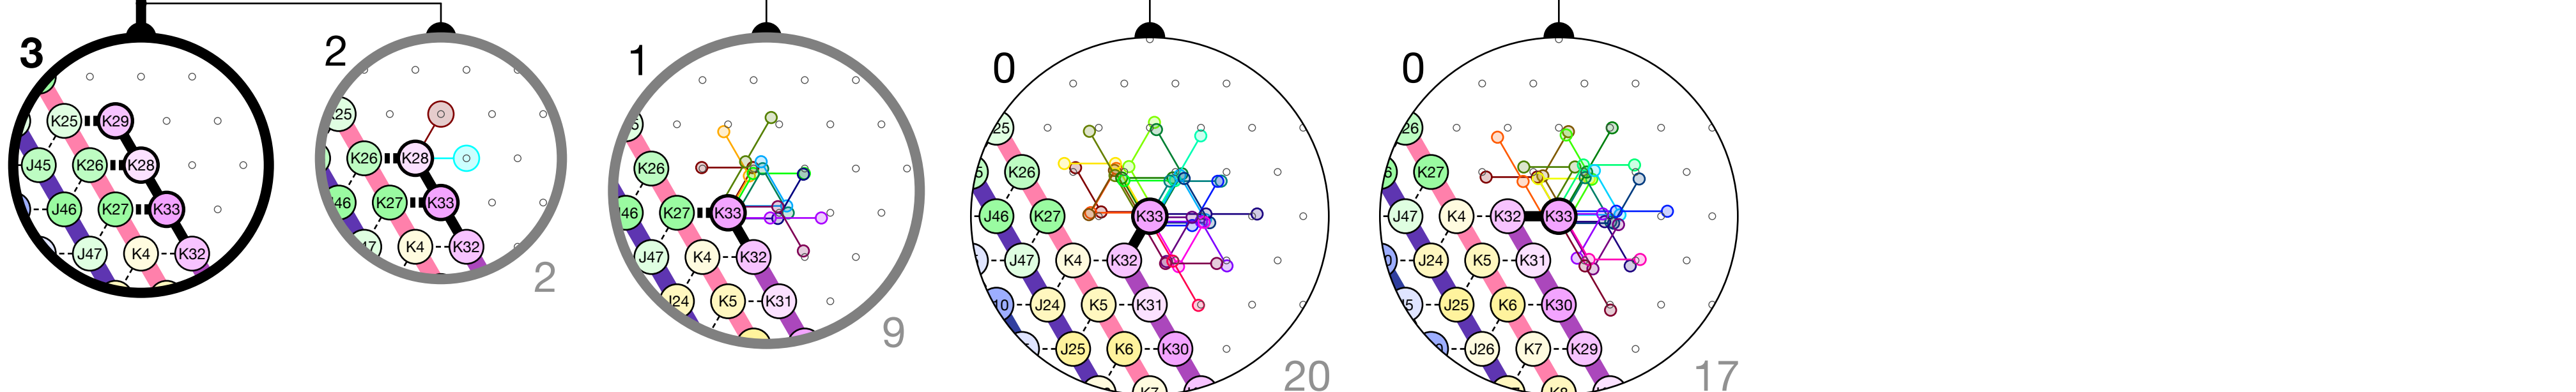 3
K25 K29
J45 K26 K28
J46 K27 K33
J47 K4 K32
2
K26 K28
K27 K33
K4 K32
2
1
K26
K27 K33
J47 K4 K32
K5 K31
9
0
K26
J46 K27 K33
J47 K4 K32
J24 K5 K31
J25 K6 K30
20
0
K27
J47 K4 K32 K33
J24 K5 K31
J25 K6 K30
J26 K7 K29
17